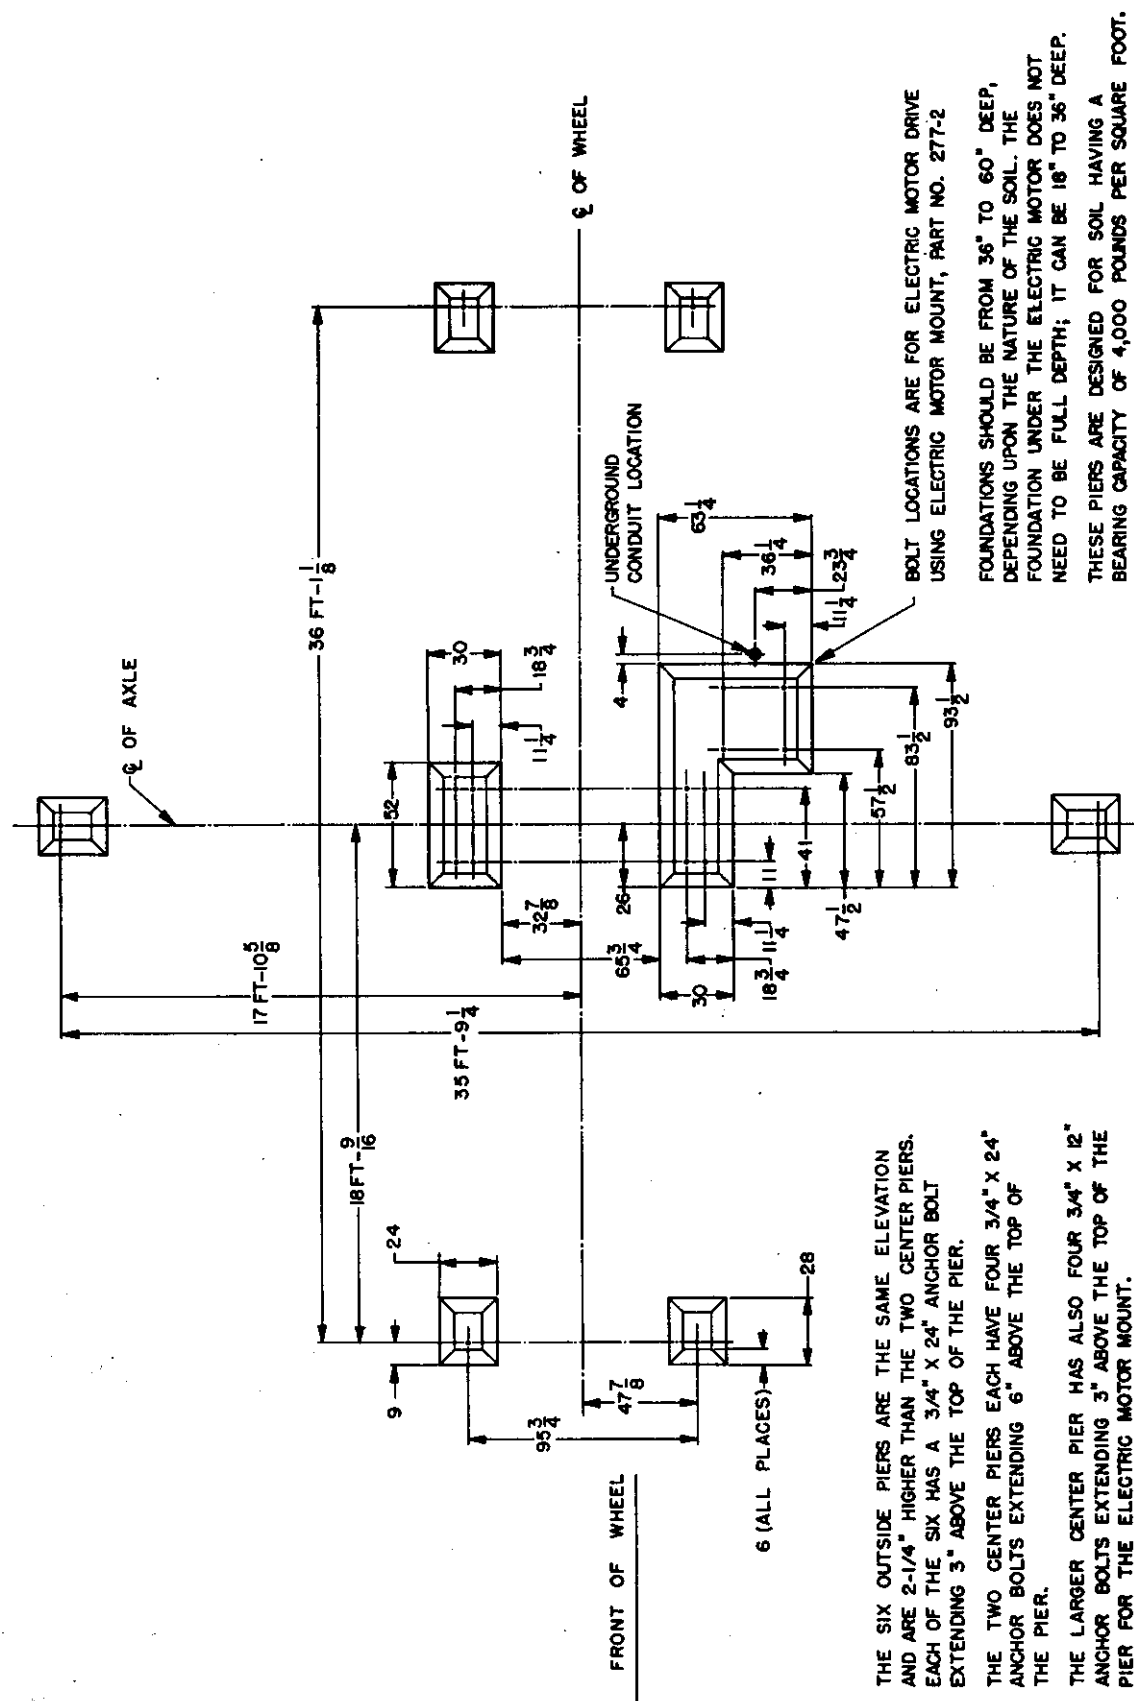 ℄ OF AXLE
36 FT-1 1/8
17 FT-10 5/8
35 FT-9 1/4
18 FT- 9/16
52
30
18 3/4
11 1/4
32 7/8
65 3/4
26
℄ OF WHEEL
24
9
95 3/4
47 7/8
28
6 (ALL PLACES)
FRONT OF WHEEL
UNDERGROUND
CONDUIT LOCATION
4
63 1/4
36 1/4
23 3/4
11 1/4
30
18 3/4
11 1/4
11
41
47 1/2
57 1/2
83 1/2
93 1/2
BOLT LOCATIONS ARE FOR ELECTRIC MOTOR DRIVE
USING ELECTRIC MOTOR MOUNT, PART NO. 277-2
FOUNDATIONS SHOULD BE FROM 36" TO 60" DEEP,
DEPENDING UPON THE NATURE OF THE SOIL. THE
FOUNDATION UNDER THE ELECTRIC MOTOR DOES NOT
NEED TO BE FULL DEPTH; IT CAN BE 18" TO 36" DEEP.
THESE PIERS ARE DESIGNED FOR SOIL HAVING A
BEARING CAPACITY OF 4,000 POUNDS PER SQUARE FOOT.
THE SIX OUTSIDE PIERS ARE THE SAME ELEVATION
AND ARE 2-1/4" HIGHER THAN THE TWO CENTER PIERS.
EACH OF THE SIX HAS A 3/4" X 24" ANCHOR BOLT
EXTENDING 3" ABOVE THE TOP OF THE PIER.
THE TWO CENTER PIERS EACH HAVE FOUR 3/4" X 24"
ANCHOR BOLTS EXTENDING 6" ABOVE THE TOP OF
THE PIER.
THE LARGER CENTER PIER HAS ALSO FOUR 3/4" X 12"
ANCHOR BOLTS EXTENDING 3" ABOVE THE TOP OF THE
PIER FOR THE ELECTRIC MOTOR MOUNT.